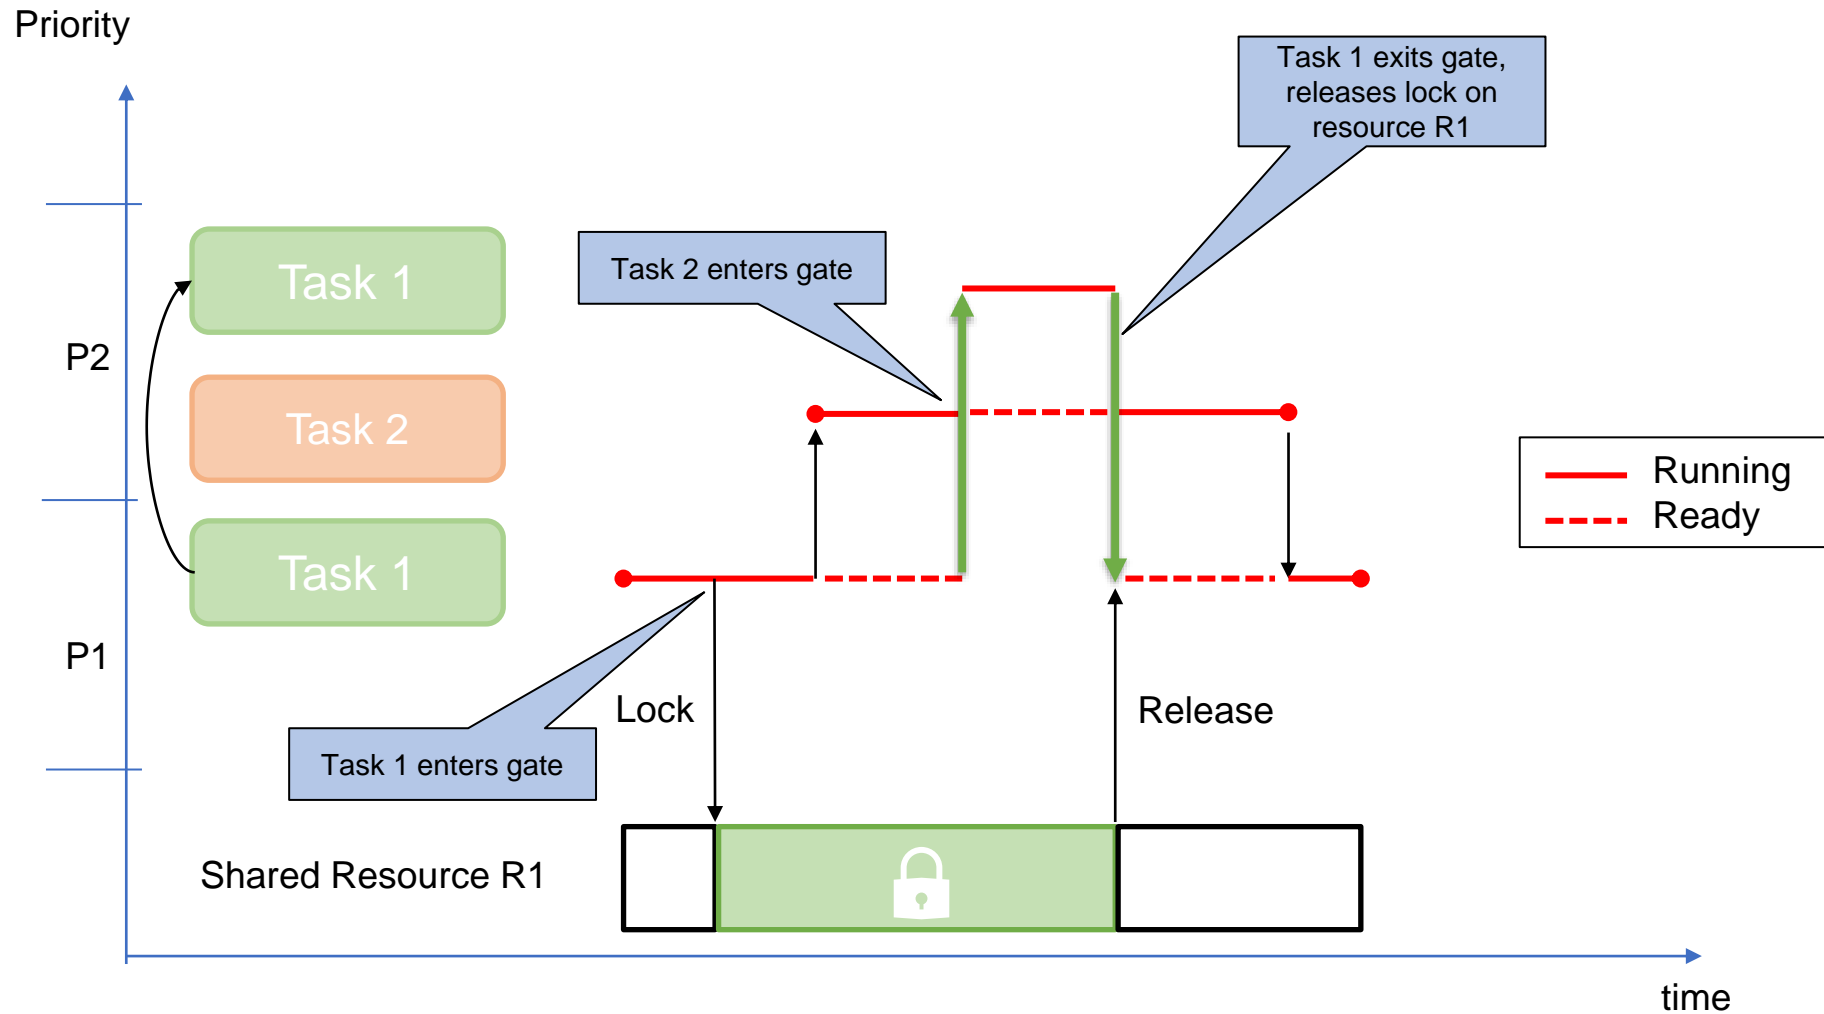 Priority
Task 1 exits gate,
releases lock on
resource R1
Task 1
Task 2 enters gate
P2
Task 2
Running
Ready
Task 1
P1
Lock
Release
Task 1 enters gate
Shared Resource R1
time